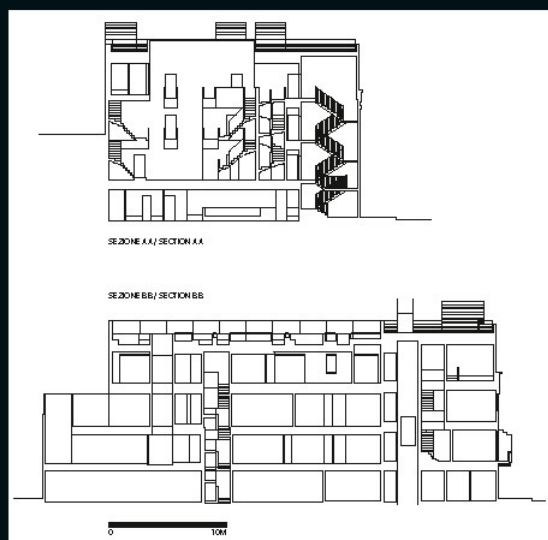 SEZIONE A A / SECTION A A
SEZIONE B B / SECTION B B
0 10M